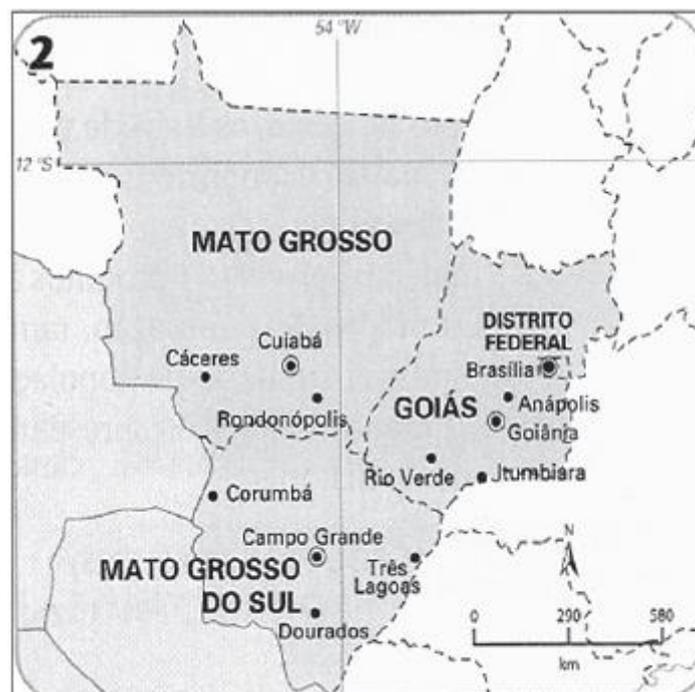 2
54 °W
12 °S
MATO GROSSO
DISTRITO
FEDERAL
Cuiabá
Brasília
Cáceres
Anápolis
GOIÁS
Rondonópolis
Goiânia
Rio Verde
Itumbiara
Corumbá
Campo Grande
MATO GROSSO
DO SUL
Três
Lagoas
Dourados
N
0 290 580
km